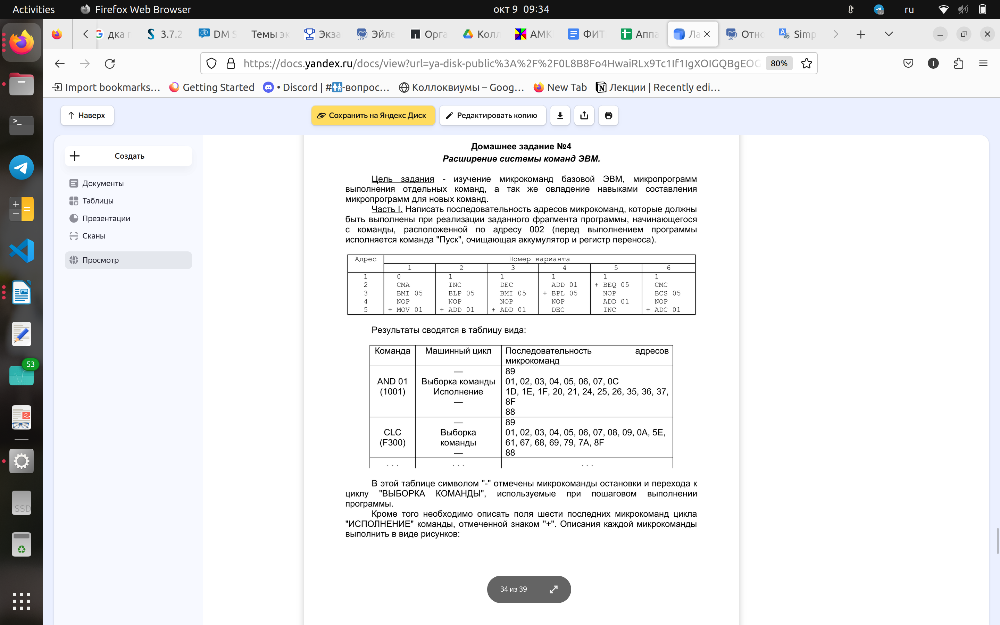 Activities Firefox Web Browser окт 9 09:34 75 ru
дка г 3.7.2 DM S Темы эк Экза Эйле Орга Колл АМК ФИТ Аппа Ла Отно Simp
https://docs.yandex.ru/docs/view?url=ya-disk-public%3A%2F%2F0L8B8Fo4HwaiRLx9Tc1If1IgXOIGQBgEOG 80% I
Import bookmarks… Getting Started • Discord | #🚻-вопрос… Коллоквиумы – Goog… New Tab Лекции | Recently edi…
Наверх Сохранить на Яндекс Диск Редактировать копию
Создать
Документы
Таблицы
Презентации
Сканы
Просмотр
53
SSD
Домашнее задание №4
Расширение системы команд ЭВМ.
Цель задания - изучение микрокоманд базовой ЭВМ, микропрограмм
выполнения отдельных команд, а так же овладение навыками составления
микропрограмм для новых команд.
Часть I. Написать последовательность адресов микрокоманд, которые должны
быть выполнены при реализации заданного фрагмента программы, начинающегося
с команды, расположенной по адресу 002 (перед выполнением программы
исполняется команда "Пуск", очищающая аккумулятор и регистр переноса).
Адрес Номер варианта
1 2 3 4 5 6
1 0 1 1 1 1 1
2 CMA INC DEC ADD 01 + BEQ 05 CMC
3 BMI 05 BLP 05 BMI 05 + BPL 05 NOP BCS 05
4 NOP NOP NOP NOP ADD 01 NOP
5 + MOV 01 + ADD 01 + ADD 01 DEC INC + ADC 01
Результаты сводятся в таблицу вида:
Команда Машинный цикл Последовательность адресов
микрокоманд
— 89
AND 01 Выборка команды 01, 02, 03, 04, 05, 06, 07, 0C
(1001) Исполнение 1D, 1E, 1F, 20, 21, 24, 25, 26, 35, 36, 37,
— 8F
88
— 89
CLC Выборка 01, 02, 03, 04, 05, 06, 07, 08, 09, 0A, 5E,
(F300) команды 61, 67, 68, 69, 79, 7A, 8F
— 88
. . . . . . . . .
В этой таблице символом "-" отмечены микрокоманды остановки и перехода к
циклу "ВЫБОРКА КОМАНДЫ", используемые при пошаговом выполнении
программы.
Кроме того необходимо описать поля шести последних микрокоманд цикла
"ИСПОЛНЕНИЕ" команды, отмеченной знаком "+". Описания каждой микрокоманды
выполнить в виде рисунков:
34 из 39